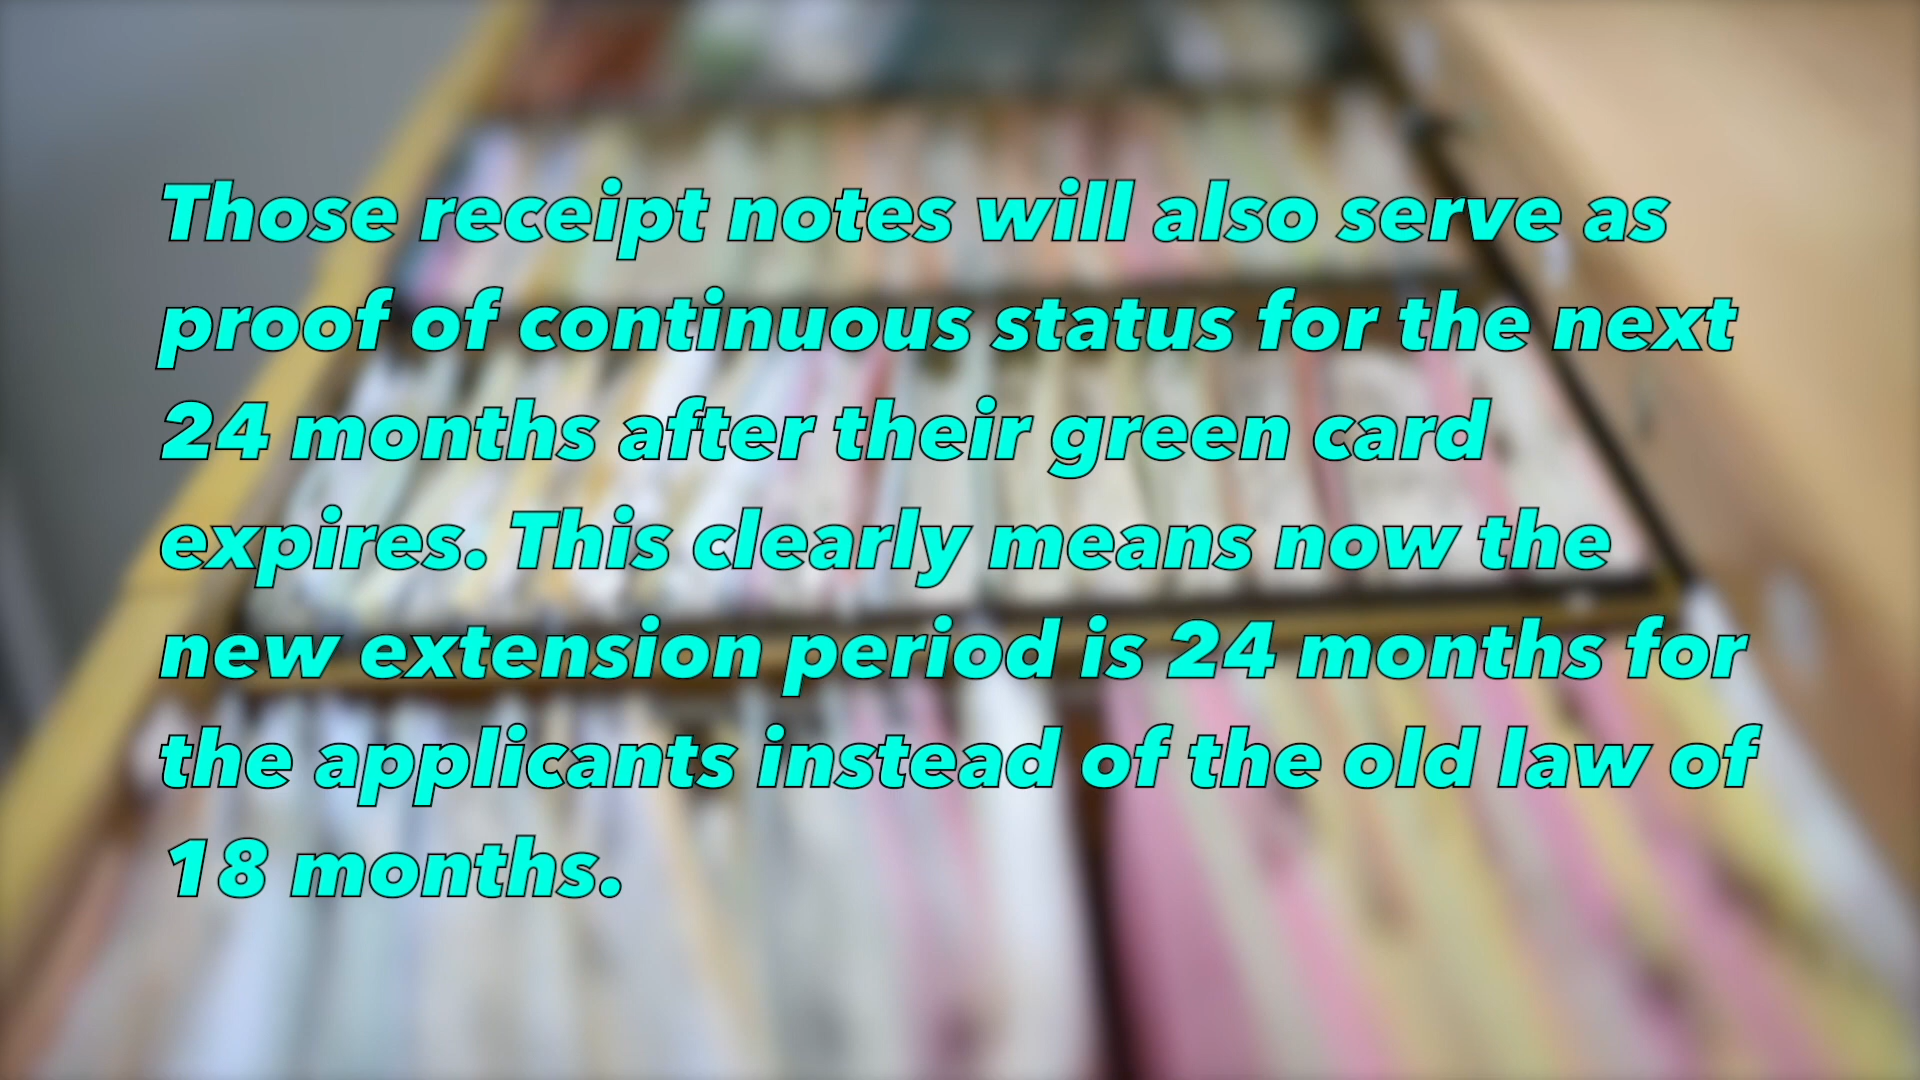 Those receipt notes will also serve as
proof of continuous status for the next
24 months after their green card
expires. This clearly means now the
new extension period is 24 months for
the applicants instead of the old law of
18 months.